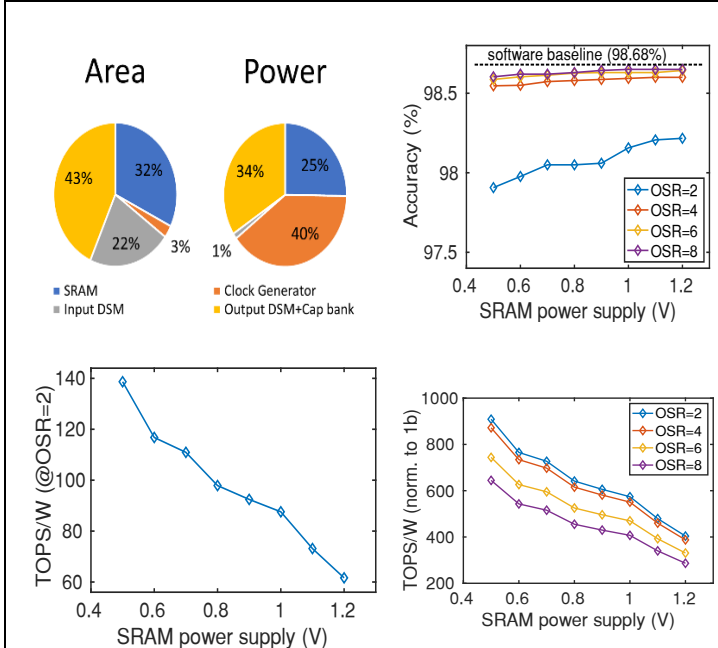 Area
Power
43%
32%
22%
3%
34%
25%
40%
1%
SRAM
Clock Generator
Input DSM
Output DSM+Cap bank
software baseline (98.68%)
Accuracy (%)
98.5
98
97.5
OSR=2
OSR=4
OSR=6
OSR=8
0.4 0.6 0.8 1 1.2
SRAM power supply (V)
TOPS/W (@OSR=2)
140
120
100
80
60
0.4 0.6 0.8 1 1.2
SRAM power supply (V)
TOPS/W (norm. to 1b)
1000
800
600
400
200
OSR=2
OSR=4
OSR=6
OSR=8
0.4 0.6 0.8 1 1.2
SRAM power supply (V)